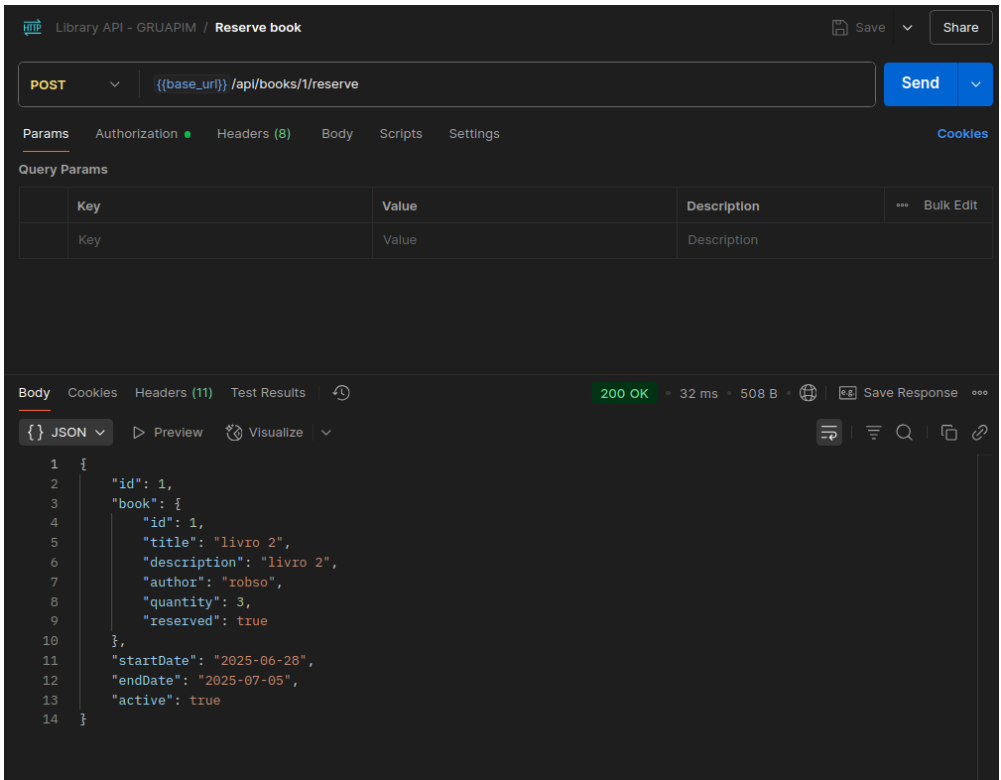 HTTP Library API - GRUAPIM / Reserve book Save Share
POST {{base_url}} /api/books/1/reserve Send
Params Authorization Headers (8) Body Scripts Settings Cookies
Query Params
Key Value Description Bulk Edit
Key Value Description
Body Cookies Headers (11) Test Results 200 OK 32 ms 508 B e.g. Save Response
{} JSON Preview Visualize
1 {
2 "id": 1,
3 "book": {
4 "id": 1,
5 "title": "livro 2",
6 "description": "livro 2",
7 "author": "robso",
8 "quantity": 3,
9 "reserved": true
10 },
11 "startDate": "2025-06-28",
12 "endDate": "2025-07-05",
13 "active": true
14 }